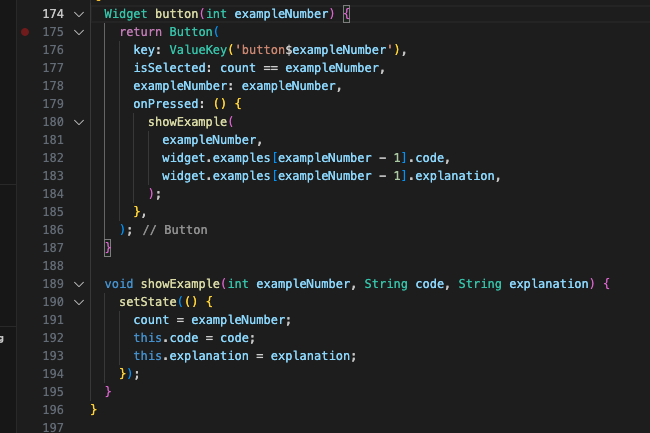 174 Widget button(int exampleNumber) {
175 return Button(
176 key: ValueKey('button$exampleNumber'),
177 isSelected: count == exampleNumber,
178 exampleNumber: exampleNumber,
179 onPressed: () {
180 showExample(
181 exampleNumber,
182 widget.examples[exampleNumber - 1].code,
183 widget.examples[exampleNumber - 1].explanation,
184 );
185 },
186 ); // Button
187 }
188
189 void showExample(int exampleNumber, String code, String explanation) {
190 setState(() {
191 count = exampleNumber;
192 this.code = code;
193 this.explanation = explanation;
194 });
195 }
196 }
197